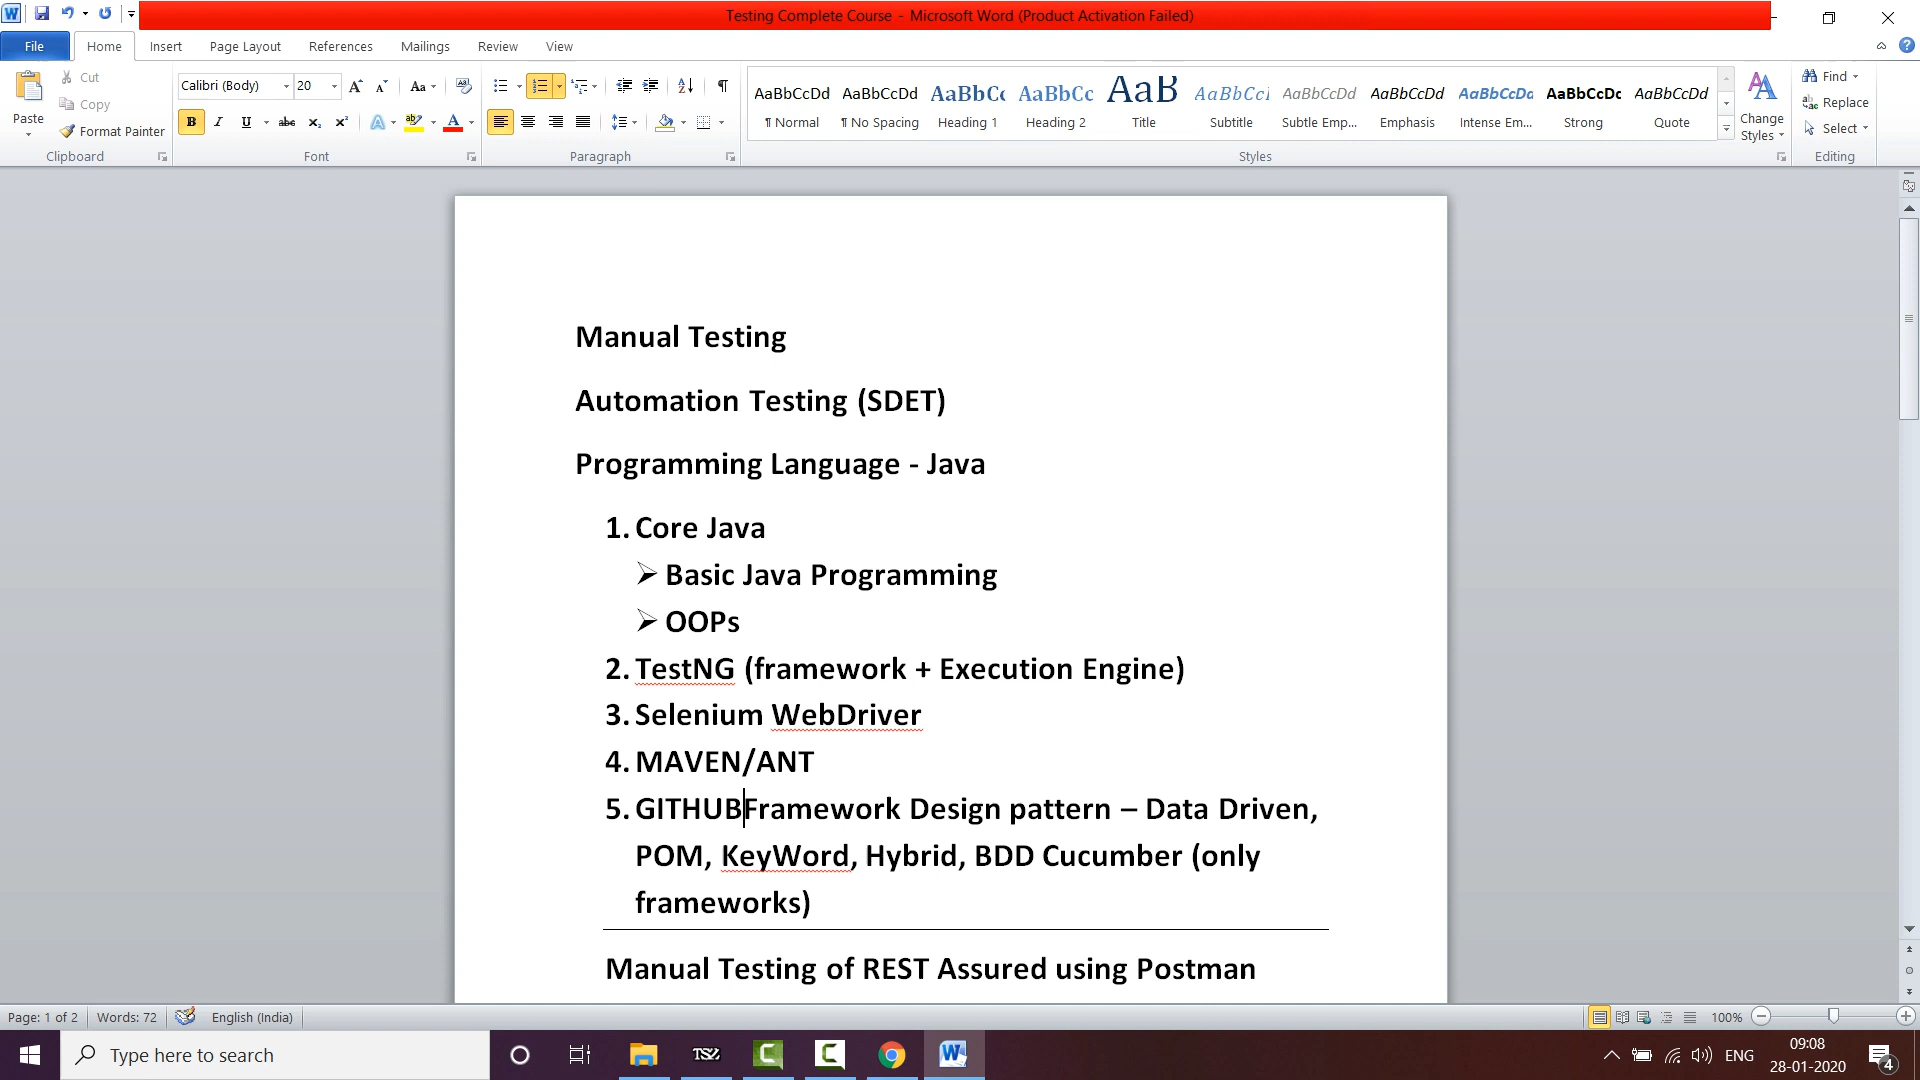 Testing Complete Course - Microsoft Word (Product Activation Failed)
File Home Insert Page Layout References Mailings Review View
Paste
Cut
Copy
Format Painter
Clipboard
Calibri (Body) 20
Font
Paragraph
AaBbCcDd AaBbCcDd AaBbCc AaBbCc AaB AaBbCcI AaBbCcDd AaBbCcDd AaBbCcDd AaBbCcDc AaBbCcDd
¶ Normal ¶ No Spacing Heading 1 Heading 2 Title Subtitle Subtle Emp... Emphasis Intense Em... Strong Quote
Change Styles
Styles
Find
Replace
Select
Editing
Manual Testing
Automation Testing (SDET)
Programming Language - Java
1. Core Java
➢ Basic Java Programming
➢ OOPs
2. TestNG (framework + Execution Engine)
3. Selenium WebDriver
4. MAVEN/ANT
5. GITHUBFramework Design pattern – Data Driven,
POM, KeyWord, Hybrid, BDD Cucumber (only
frameworks)
Manual Testing of REST Assured using Postman
Page: 1 of 2 Words: 72 English (India) 100%
Type here to search
ENG
09:08
28-01-2020
4